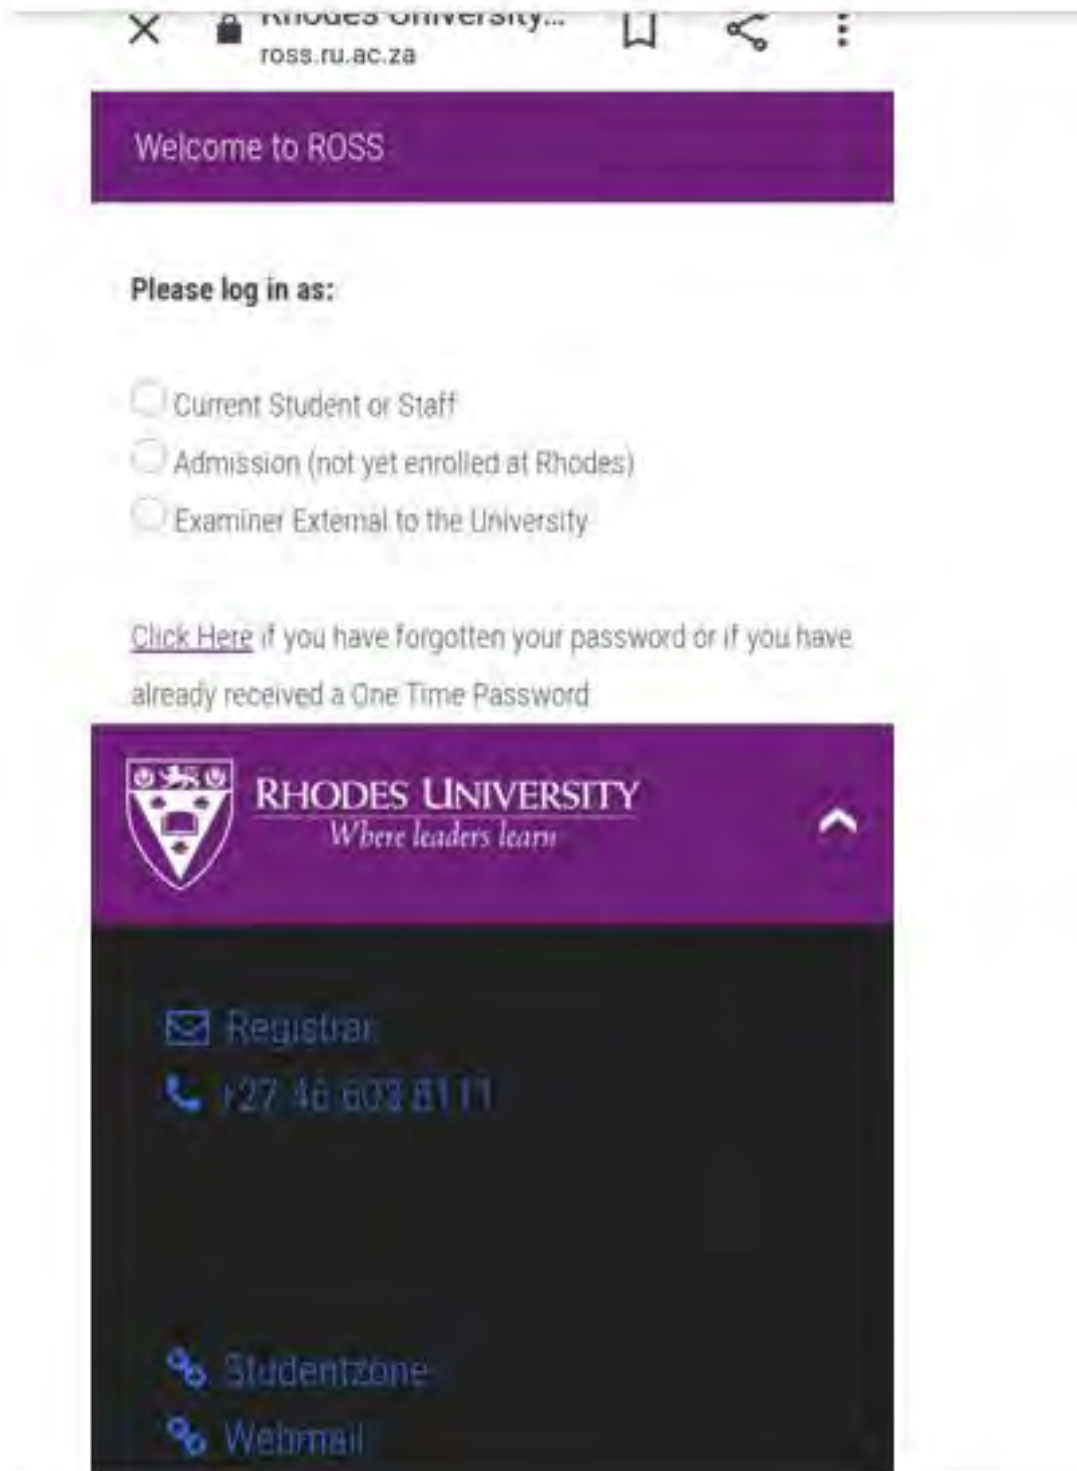 Rhodes University...
ross.ru.ac.za
Welcome to ROSS
Please log in as:
Current Student or Staff
Admission (not yet enrolled at Rhodes)
Examiner External to the University
Click Here if you have forgotten your password or if you have
already received a One Time Password
RHODES UNIVERSITY
Where leaders learn
Registrar
+27 46 603 8111
Studentzone
Webmail